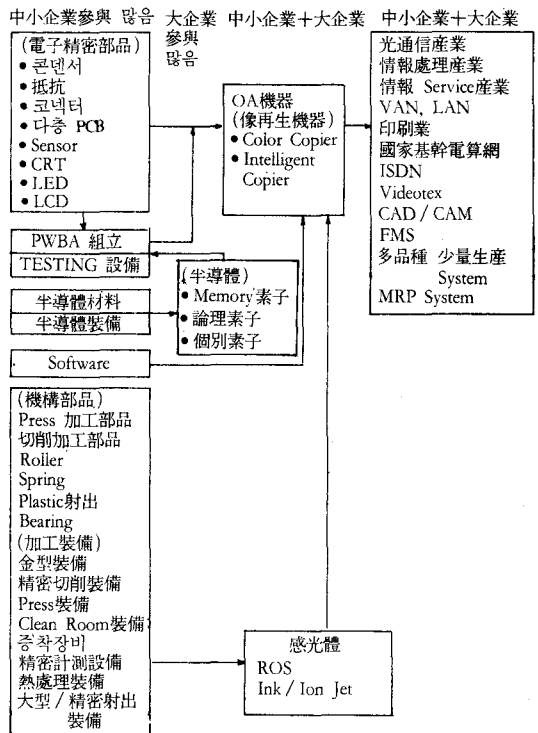 中小企業參與 많음
大企業
參與
많음
中小企業+大企業
中小企業+大企業
(電子精密部品)
• 콘덴서
• 抵抗
• 코넥터
• 다층 PCB
• Sensor
• CRT
• LED
• LCD
PWBA 組立
TESTING 設備
半導體材料
半導體裝備
Software
(機構部品)
Press 加工部品
切削加工部品
Roller
Spring
Plastic射出
Bearing
(加工裝備)
金型裝備
精密切削裝備
Press裝備
Clean Room裝備
증착장비
精密計測設備
熱處理裝備
大型/精密射出
裝備
(半導體)
• Memory素子
• 論理素子
• 個別素子
OA機器
(像再生機器)
• Color Copier
• Intelligent
Copier
感光體
ROS
Ink/Ion Jet
光通信産業
情報處理産業
情報 Service産業
VAN, LAN
印刷業
國家基幹電算網
ISDN
Videotex
CAD/CAM
FMS
多品種 少量生産
System
MRP System